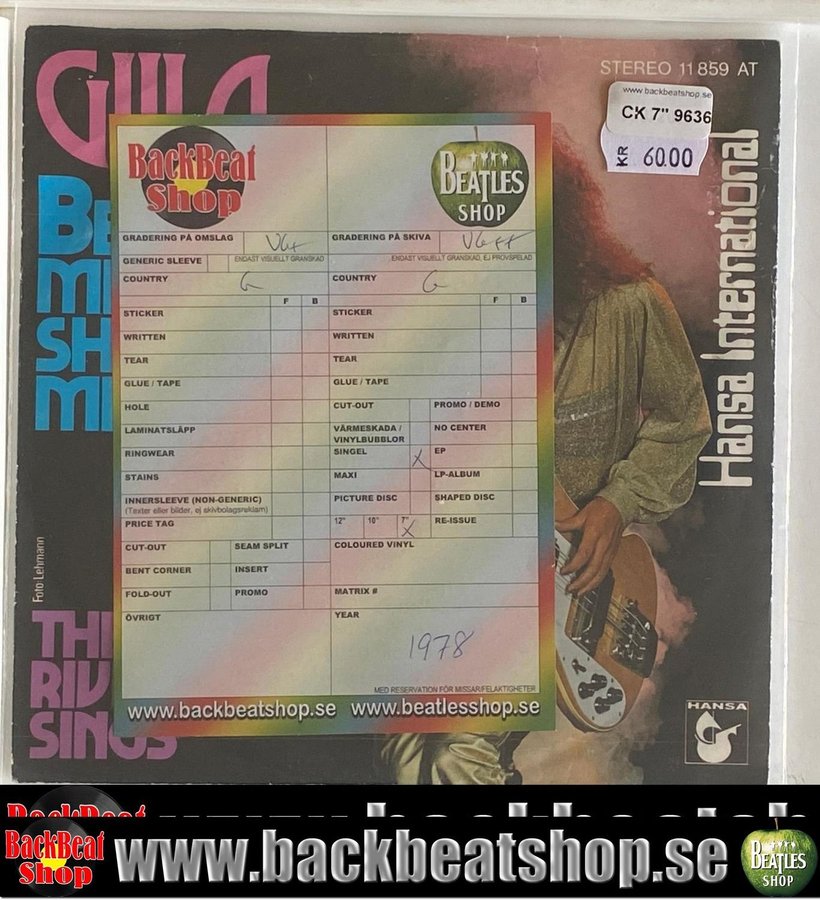 GILLA
STEREO 11 859 AT
www.backbeatshop.se
CK 7" 9636
KR 60.00
Hansa International
BackBeat
Shop
BEATLES
SHOP
GRADERING PÅ OMSLAG VG+ GRADERING PÅ SKIVA VG++
GENERIC SLEEVE ENDAST VISUELLT GRANSKAD ENDAST VISUELLT GRANSKAD, EJ PROVSPELAD
COUNTRY G COUNTRY G
F B F B
STICKER STICKER
WRITTEN WRITTEN
TEAR TEAR
GLUE / TAPE GLUE / TAPE
HOLE CUT-OUT PROMO / DEMO
LAMINATSLÄPP VÄRMESKADA / VINYLBUBBLOR NO CENTER
RINGWEAR SINGEL X EP
STAINS MAXI LP-ALBUM
INNERSLEEVE (NON-GENERIC) PICTURE DISC SHAPED DISC
(Texter eller bilder, ej skivbolagsreklam)
PRICE TAG 12" 10" 7" X RE-ISSUE
CUT-OUT SEAM SPLIT COLOURED VINYL
BENT CORNER INSERT
FOLD-OUT PROMO MATRIX #
ÖVRIGT YEAR
1978
MED RESERVATION FÖR MISSAR/FELAKTIGHETER
www.backbeatshop.se www.beatlesshop.se
Foto: Lehmann
RIV
SINGS
HANSA
BackBeat
Shop
www.backbeatshop.se
BEATLES
SHOP